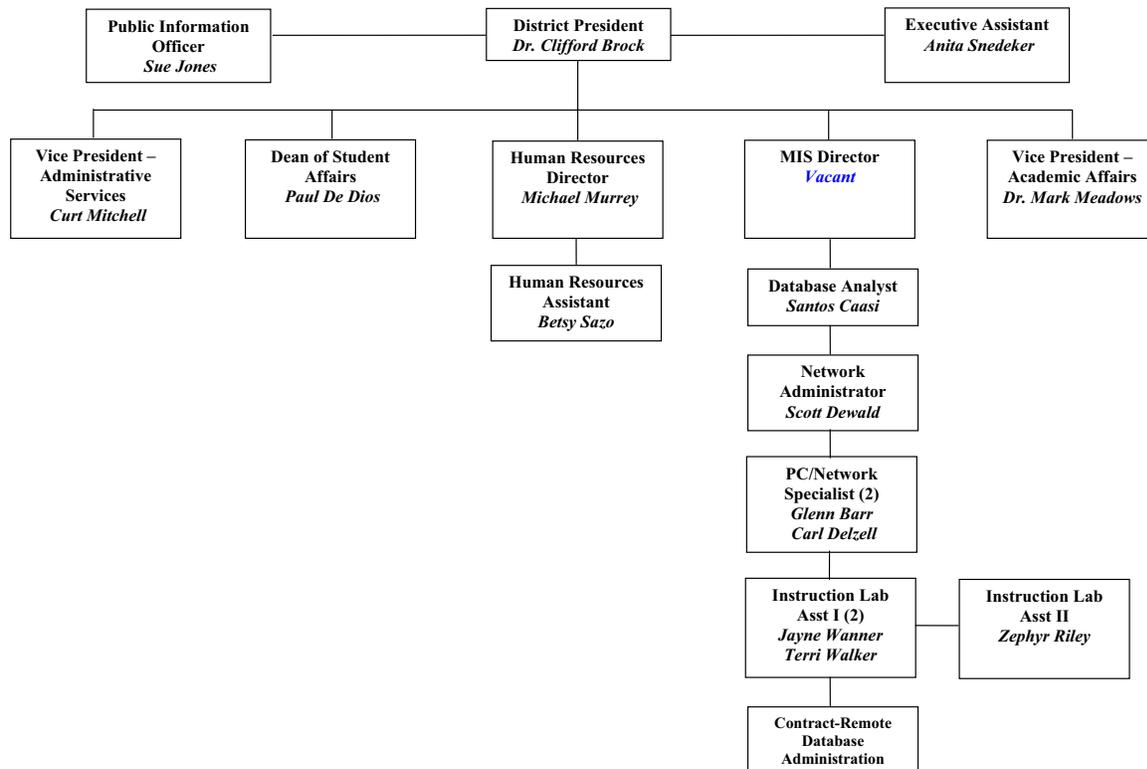 Public Information
Officer
Sue Jones
District President
Dr. Clifford Brock
Executive Assistant
Anita Snedeker
Vice President –
Administrative
Services
Curt Mitchell
Dean of Student
Affairs
Paul De Dios
Human Resources
Director
Michael Murrey
MIS Director
Vacant
Vice President –
Academic Affairs
Dr. Mark Meadows
Human Resources
Assistant
Betsy Sazo
Database Analyst
Santos Caasi
Network
Administrator
Scott Dewald
PC/Network
Specialist (2)
Glenn Barr
Carl Delzell
Instruction Lab
Asst I (2)
Jayne Wanner
Terri Walker
Instruction Lab
Asst II
Zephyr Riley
Contract-Remote
Database
Administration